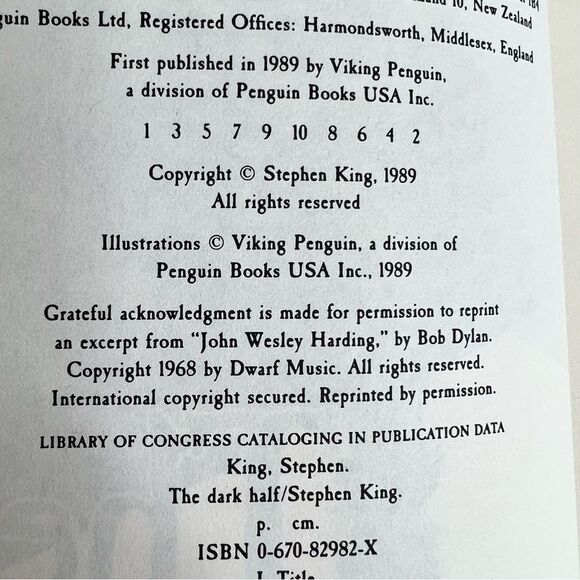 10, New Zealand
Books Ltd, Registered Offices: Harmondsworth, Middlesex, England
First published in 1989 by Viking Penguin,
a division of Penguin Books USA Inc.
1 3 5 7 9 10 8 6 4 2
Copyright © Stephen King, 1989
All rights reserved
Illustrations © Viking Penguin, a division of
Penguin Books USA Inc., 1989
Grateful acknowledgment is made for permission to reprint
an excerpt from "John Wesley Harding," by Bob Dylan.
Copyright 1968 by Dwarf Music. All rights reserved.
International copyright secured. Reprinted by permission.
LIBRARY OF CONGRESS CATALOGING IN PUBLICATION DATA
King, Stephen.
The dark half/Stephen King.
p. cm.
ISBN 0-670-82982-X
I. Title.